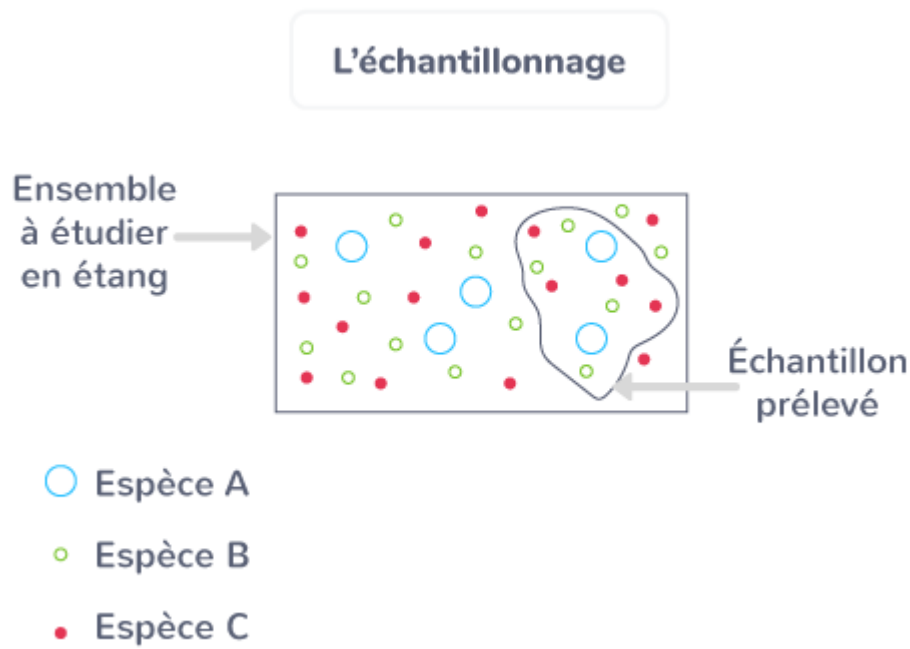 L’échantillonnage
Ensemble
à étudier
en étang
Échantillon
prélevé
Espèce A
Espèce B
Espèce C